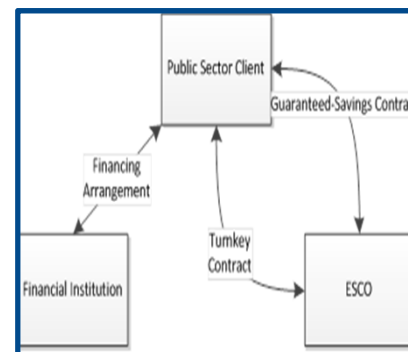 Public Sector Client
Guaranteed-Savings Contra
Financing
Arrangement
Turnkey
Contract
Financial Institution
ESCO